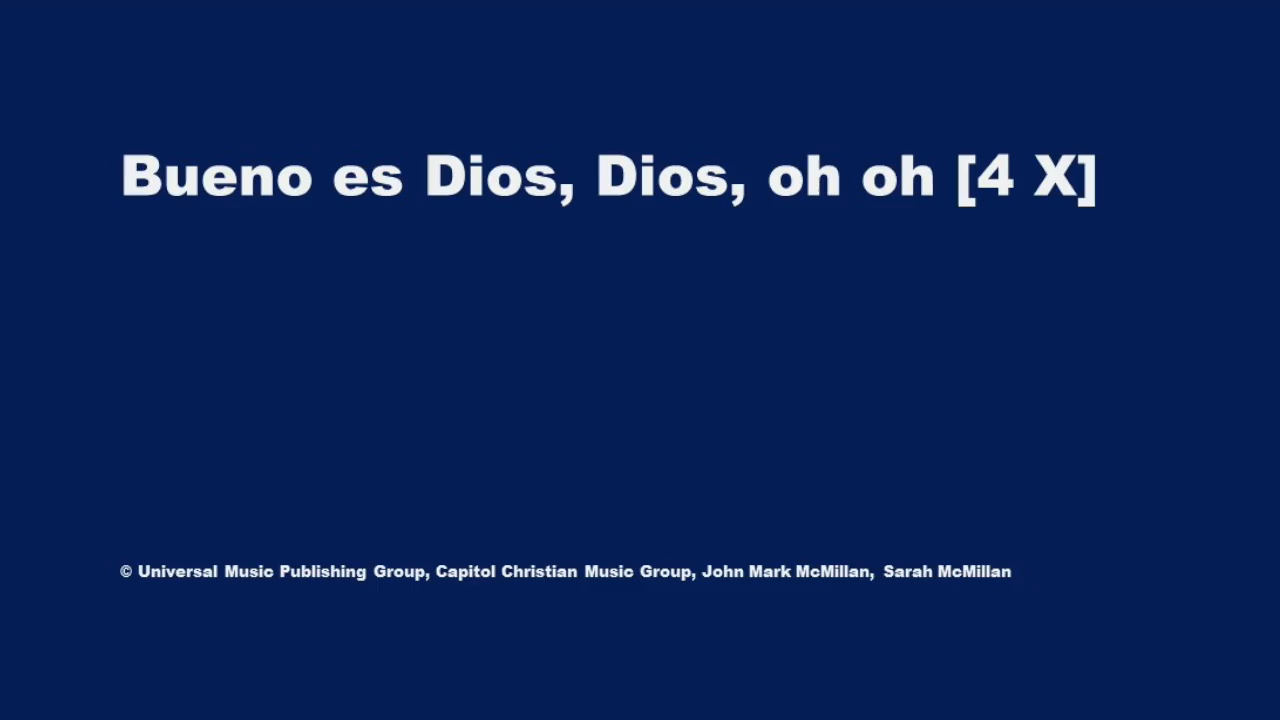 Bueno es Dios, Dios, oh oh [4 X]
© Universal Music Publishing Group, Capitol Christian Music Group, John Mark McMillan, Sarah McMillan